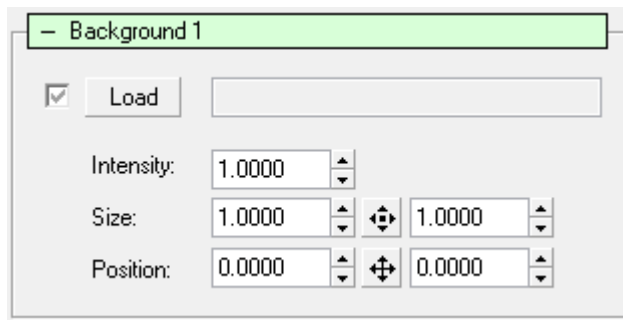 − Background 1
Load
Intensity: 1.0000
Size: 1.0000 1.0000
Position: 0.0000 0.0000